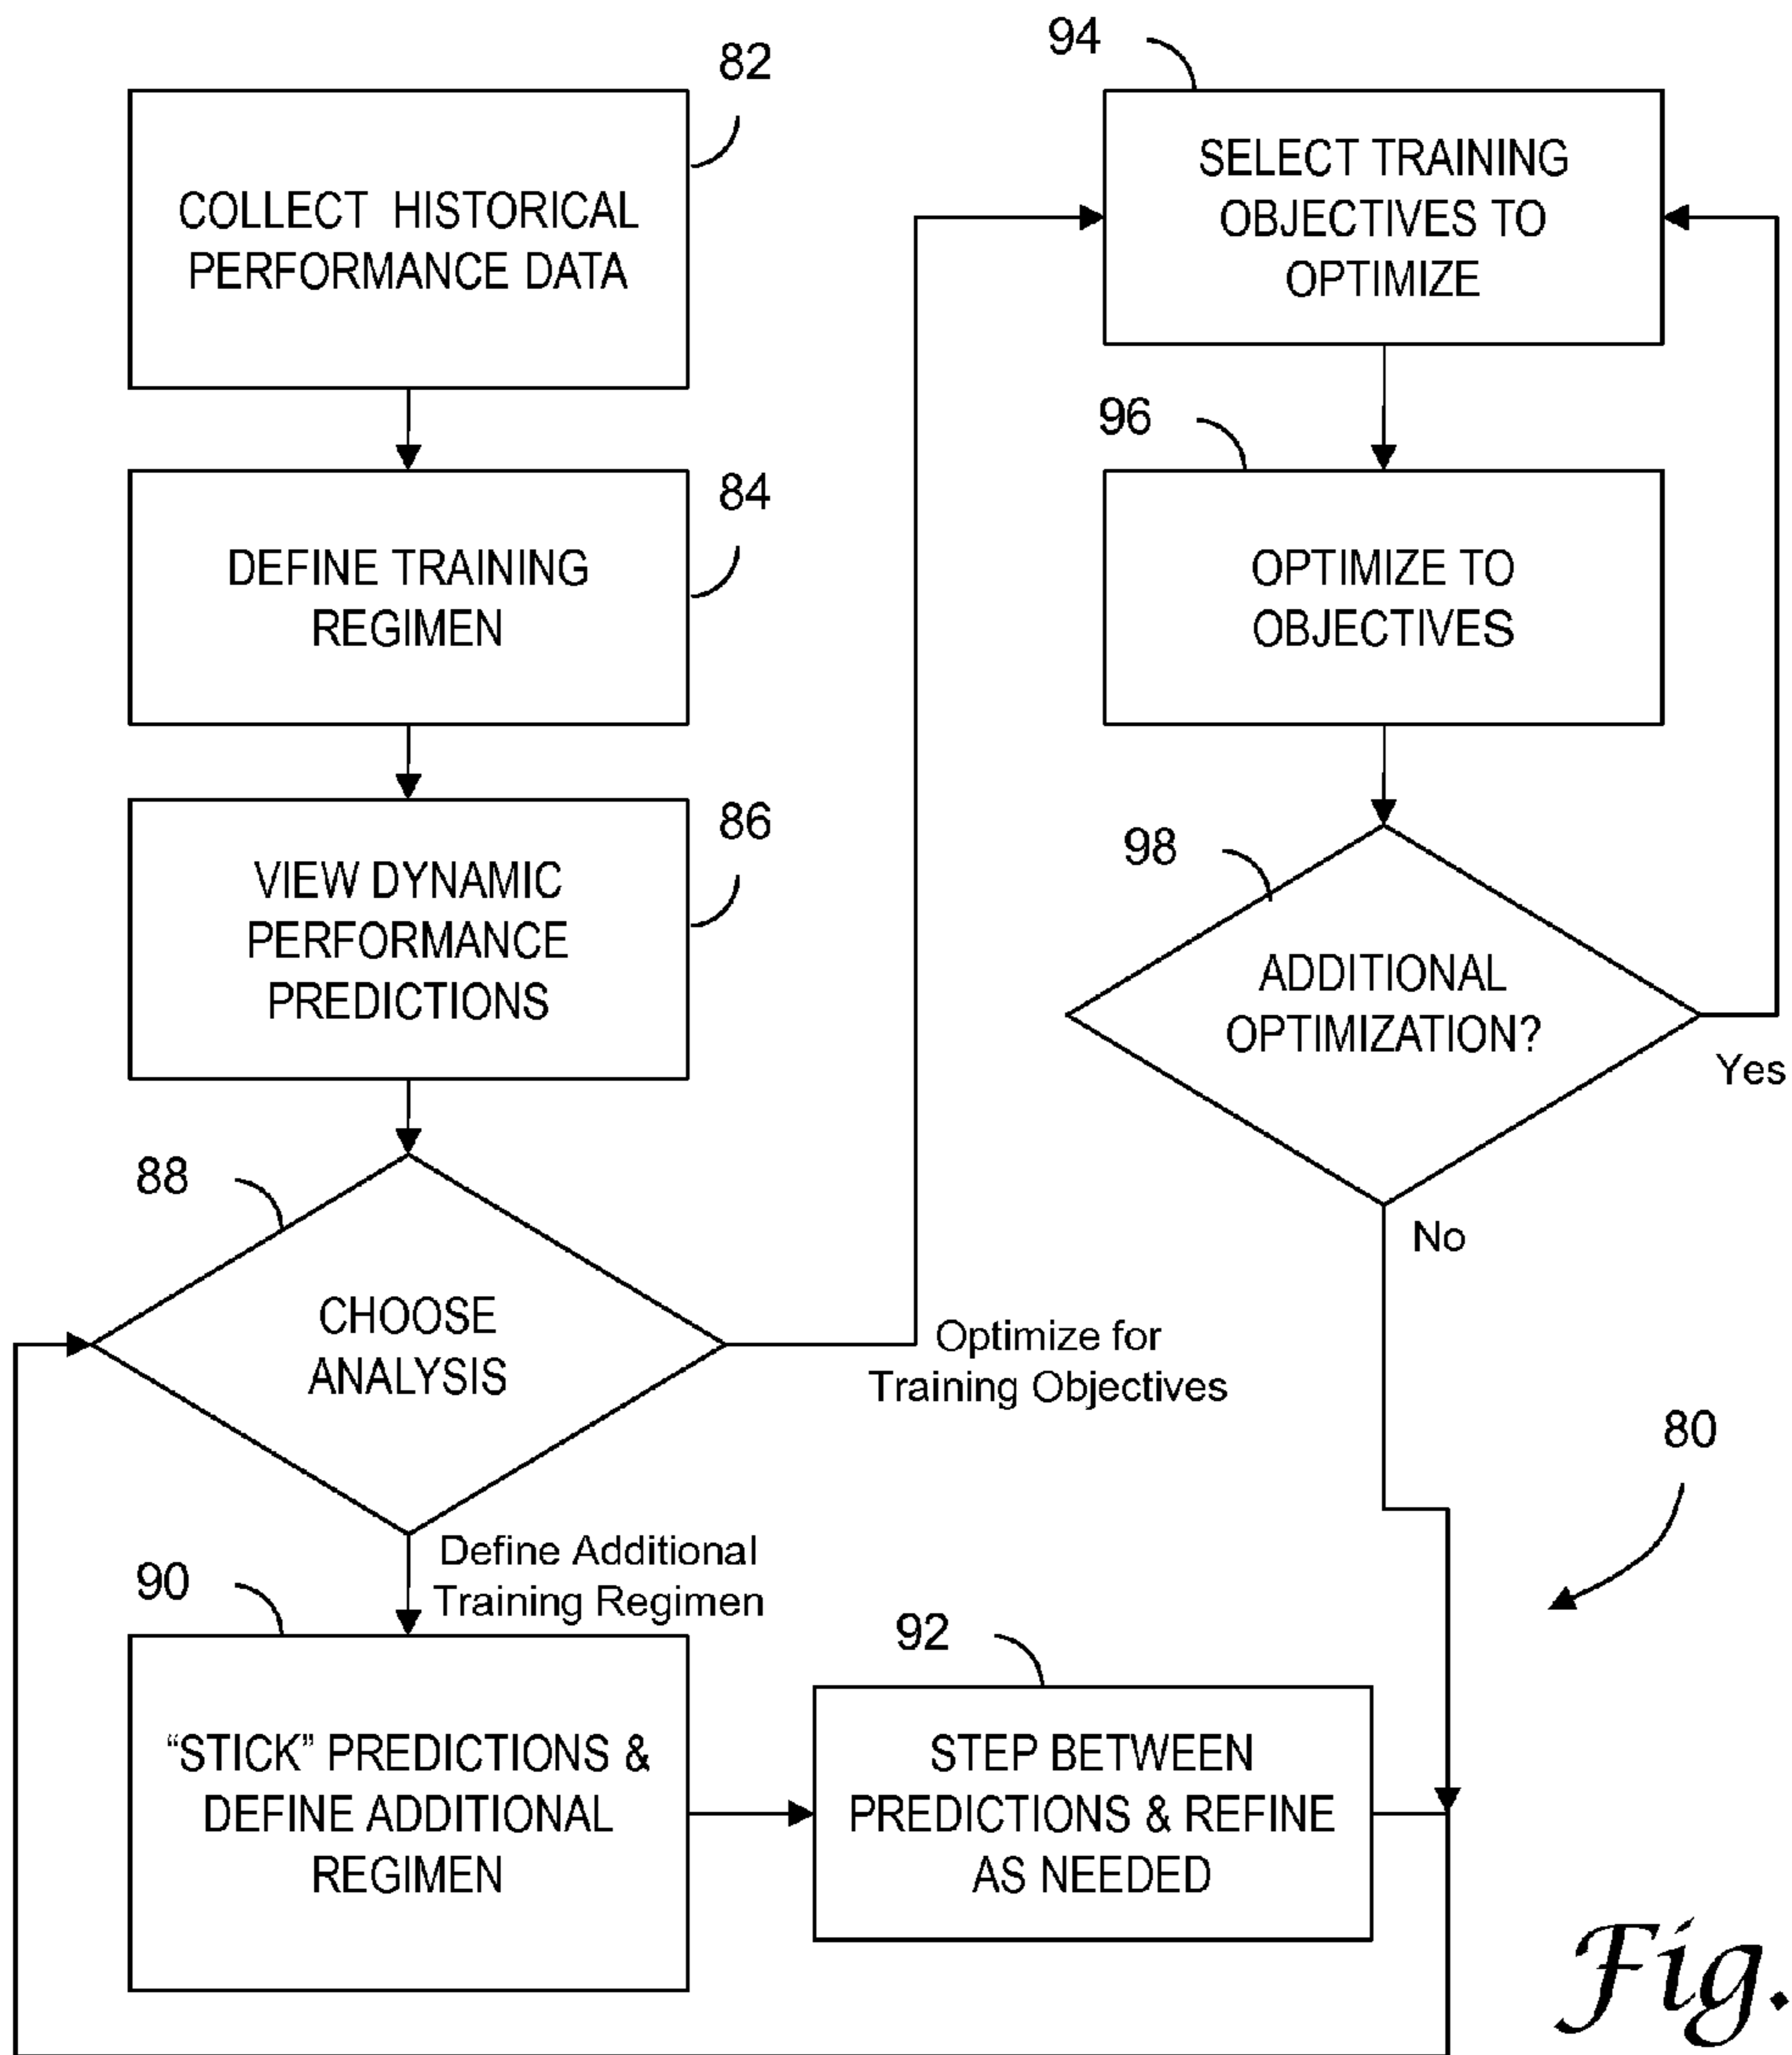 82
COLLECT HISTORICAL
PERFORMANCE DATA
84
DEFINE TRAINING
REGIMEN
86
VIEW DYNAMIC
PERFORMANCE
PREDICTIONS
88
CHOOSE
ANALYSIS
Optimize for
Training Objectives
Define Additional
Training Regimen
90
“STICK” PREDICTIONS &
DEFINE ADDITIONAL
REGIMEN
92
STEP BETWEEN
PREDICTIONS & REFINE
AS NEEDED
94
SELECT TRAINING
OBJECTIVES TO
OPTIMIZE
96
OPTIMIZE TO
OBJECTIVES
98
ADDITIONAL
OPTIMIZATION?
Yes
No
80
Fig.